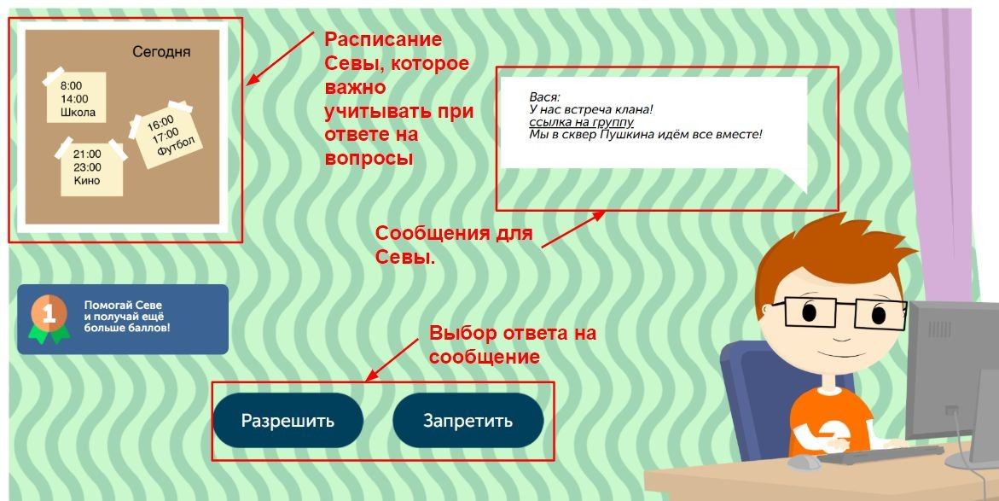 Сегодня
8:00
14:00
Школа
16:00
17:00
Футбол
21:00
23:00
Кино
Расписание
Севы, которое
важно
учитывать при
ответе на
вопросы
Вася:
У нас встреча клана!
ссылка на группу
Мы в сквер Пушкина идём все вместе!
Сообщения для
Севы.
1
Помогай Севе
и получай ещё
больше баллов!
Выбор ответа на
сообщение
Разрешить
Запретить